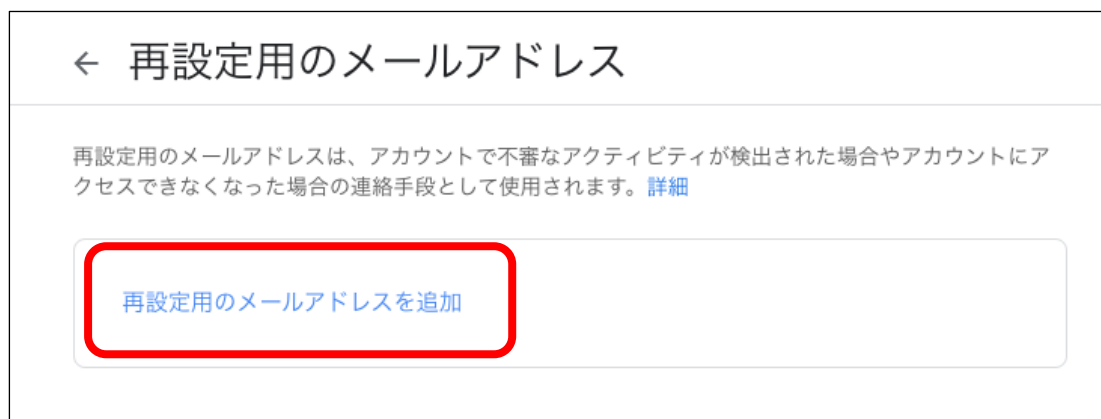 ← 再設定用のメールアドレス
再設定用のメールアドレスは、アカウントで不審なアクティビティが検出された場合やアカウントにア
クセスできなくなった場合の連絡手段として使用されます。詳細
再設定用のメールアドレスを追加